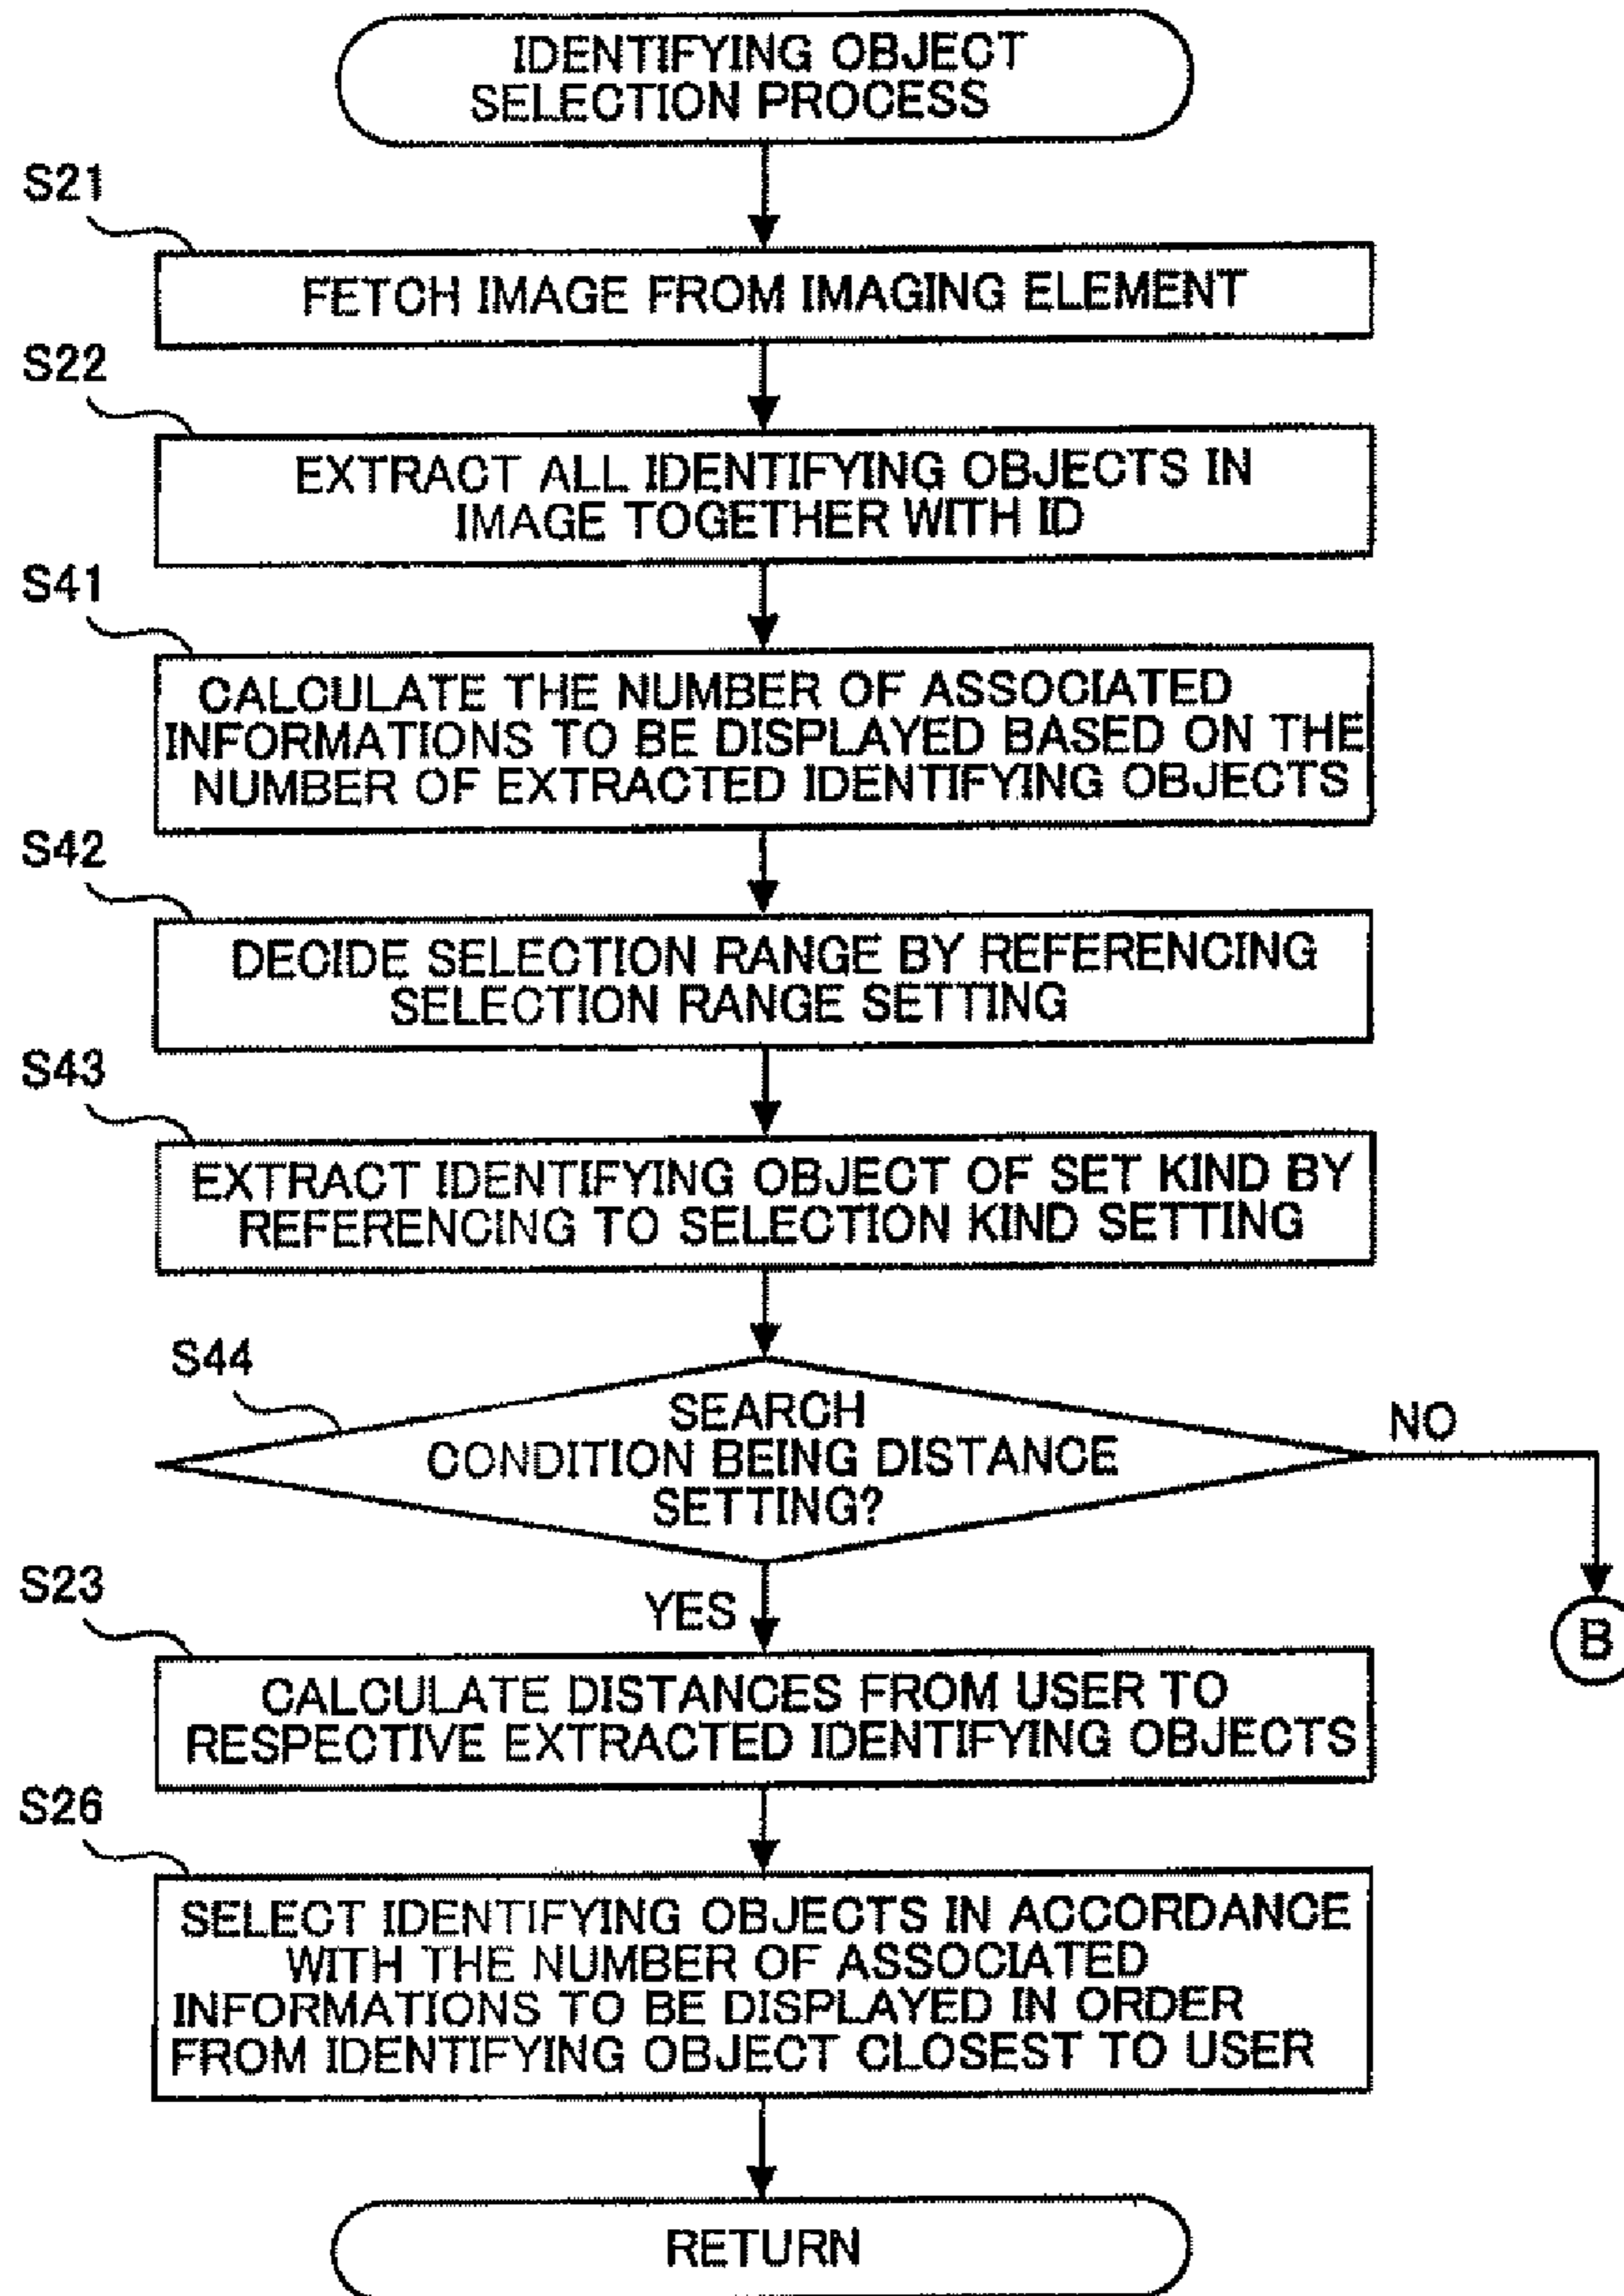 IDENTIFYING OBJECT
SELECTION PROCESS
S21
FETCH IMAGE FROM IMAGING ELEMENT
S22
EXTRACT ALL IDENTIFYING OBJECTS IN
IMAGE TOGETHER WITH ID
S41
CALCULATE THE NUMBER OF ASSOCIATED
INFORMATIONS TO BE DISPLAYED BASED ON THE
NUMBER OF EXTRACTED IDENTIFYING OBJECTS
S42
DECIDE SELECTION RANGE BY REFERENCING
SELECTION RANGE SETTING
S43
EXTRACT IDENTIFYING OBJECT OF SET KIND BY
REFERENCING TO SELECTION KIND SETTING
S44
SEARCH
CONDITION BEING DISTANCE
SETTING?
NO
B
YES
S23
CALCULATE DISTANCES FROM USER TO
RESPECTIVE EXTRACTED IDENTIFYING OBJECTS
S26
SELECT IDENTIFYING OBJECTS IN ACCORDANCE
WITH THE NUMBER OF ASSOCIATED
INFORMATIONS TO BE DISPLAYED IN ORDER
FROM IDENTIFYING OBJECT CLOSEST TO USER
RETURN